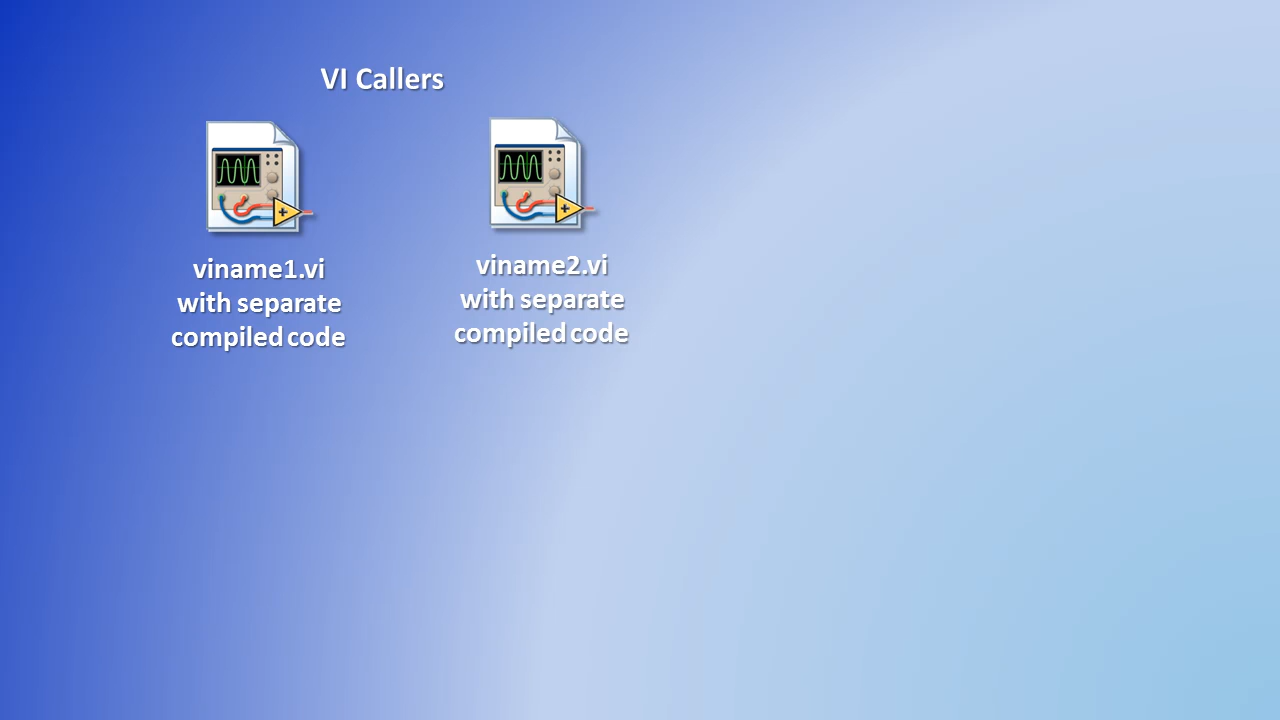 VI Callers
viname1.vi
with separate
compiled code
viname2.vi
with separate
compiled code